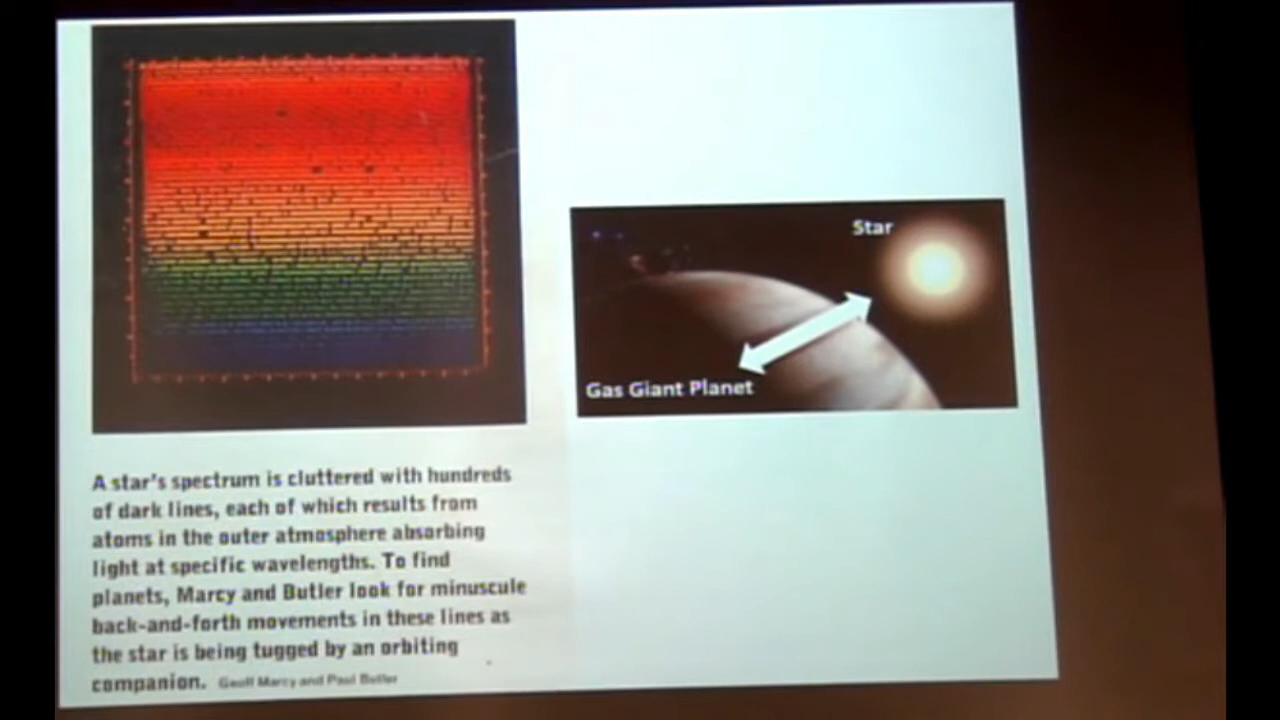 Star
Gas Giant Planet
A star's spectrum is cluttered with hundreds
of dark lines, each of which results from
atoms in the outer atmosphere absorbing
light at specific wavelengths. To find
planets, Marcy and Butler look for minuscule
back-and-forth movements in these lines as
the star is being tugged by an orbiting
companion. Geoff Marcy and Paul Butler